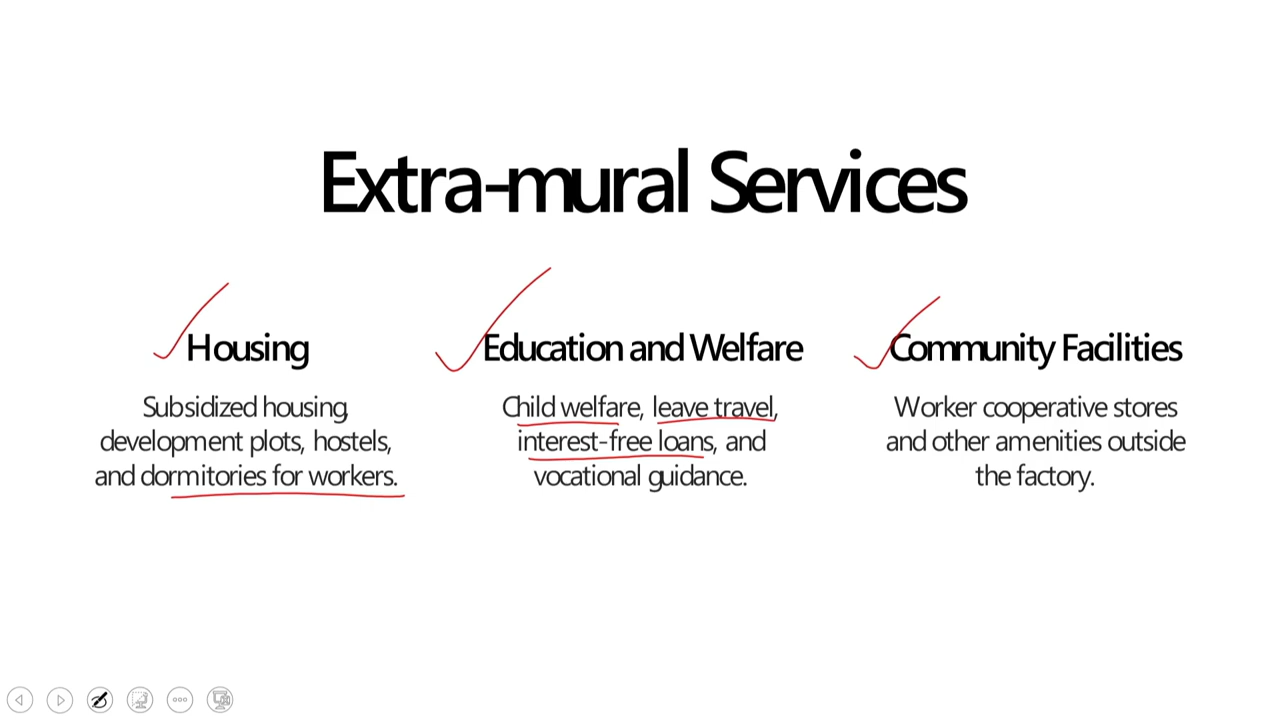 Extra-mural Services
Housing
Subsidized housing,
development plots, hostels,
and dormitories for workers.
Education and Welfare
Child welfare, leave travel,
interest-free loans, and
vocational guidance.
Community Facilities
Worker cooperative stores
and other amenities outside
the factory.